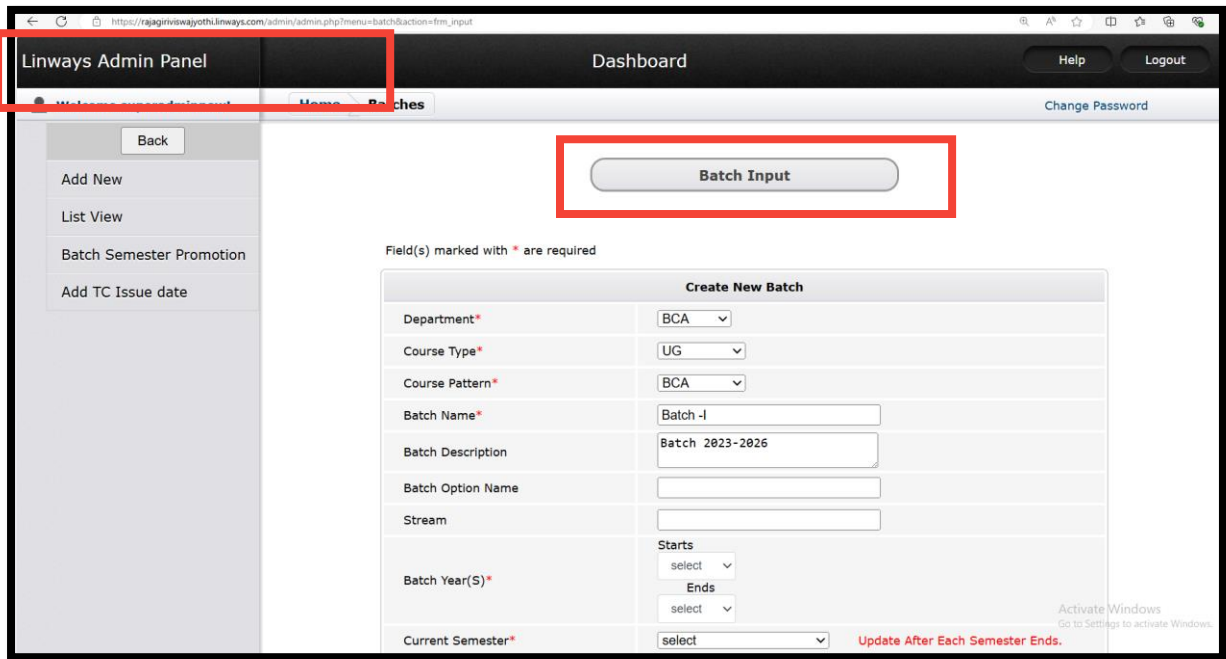 https://rajagiriviswajyothi.linways.com/admin/admin.php?menu=batch&action=frm_input
Linways Admin Panel Dashboard Help Logout
Welcome superadminnew! Home Batches Change Password
Back
Add New
List View
Batch Semester Promotion
Add TC Issue date
Batch Input
Field(s) marked with * are required
Create New Batch
Department* BCA
Course Type* UG
Course Pattern* BCA
Batch Name* Batch -I
Batch Description Batch 2023-2026
Batch Option Name
Stream
Batch Year(S)* Starts
select
Ends
select
Current Semester* select Update After Each Semester Ends.
Activate Windows
Go to Settings to activate Windows.